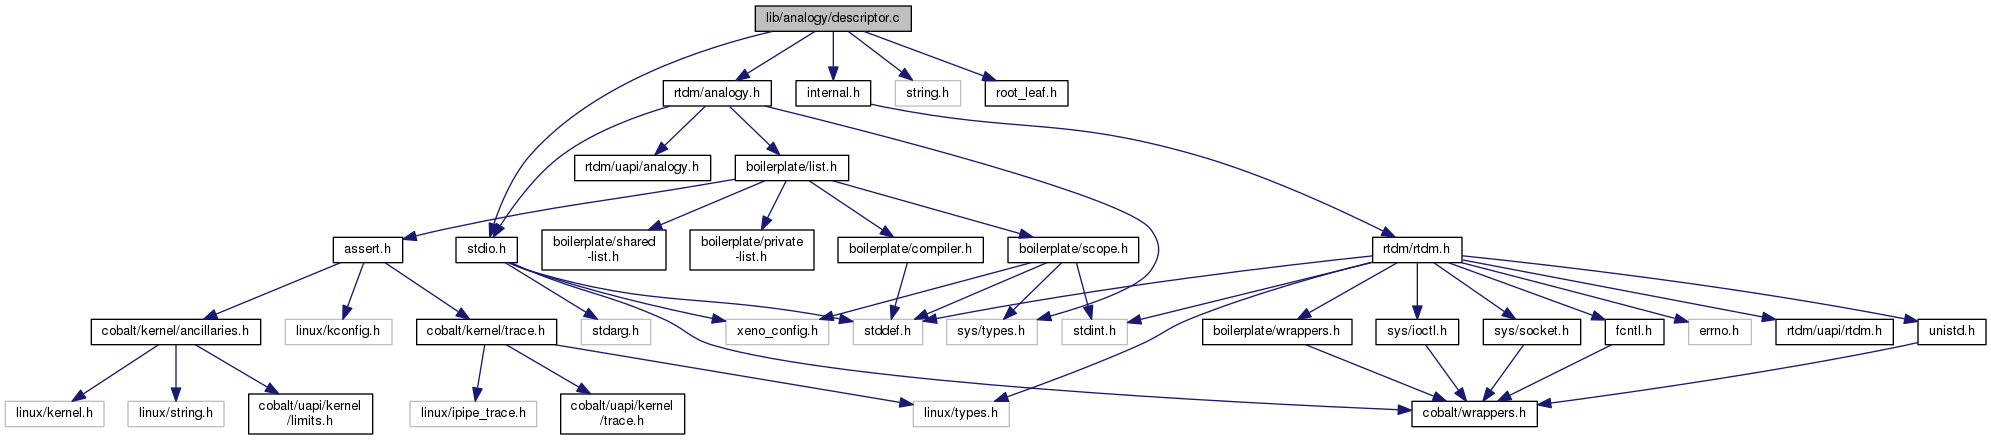 lib/analogy/descriptor.c
rtdm/analogy.h
internal.h
string.h
root_leaf.h
rtdm/uapi/analogy.h
boilerplate/list.h
assert.h
stdio.h
boilerplate/shared
-list.h
boilerplate/private
-list.h
boilerplate/compiler.h
boilerplate/scope.h
rtdm/rtdm.h
cobalt/kernel/ancillaries.h
linux/kconfig.h
cobalt/kernel/trace.h
stdarg.h
xeno_config.h
stddef.h
sys/types.h
stdint.h
boilerplate/wrappers.h
sys/ioctl.h
sys/socket.h
fcntl.h
errno.h
rtdm/uapi/rtdm.h
unistd.h
linux/kernel.h
linux/string.h
cobalt/uapi/kernel
/limits.h
linux/ipipe_trace.h
cobalt/uapi/kernel
/trace.h
linux/types.h
cobalt/wrappers.h